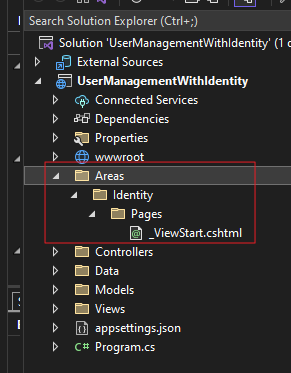 Search Solution Explorer (Ctrl+;)
Solution 'UserManagementWithIdentity' (1 o
External Sources
UserManagementWithIdentity
Connected Services
Dependencies
Properties
wwwroot
Areas
Identity
Pages
_ViewStart.cshtml
Controllers
Data
Models
Views
appsettings.json
C# Program.cs